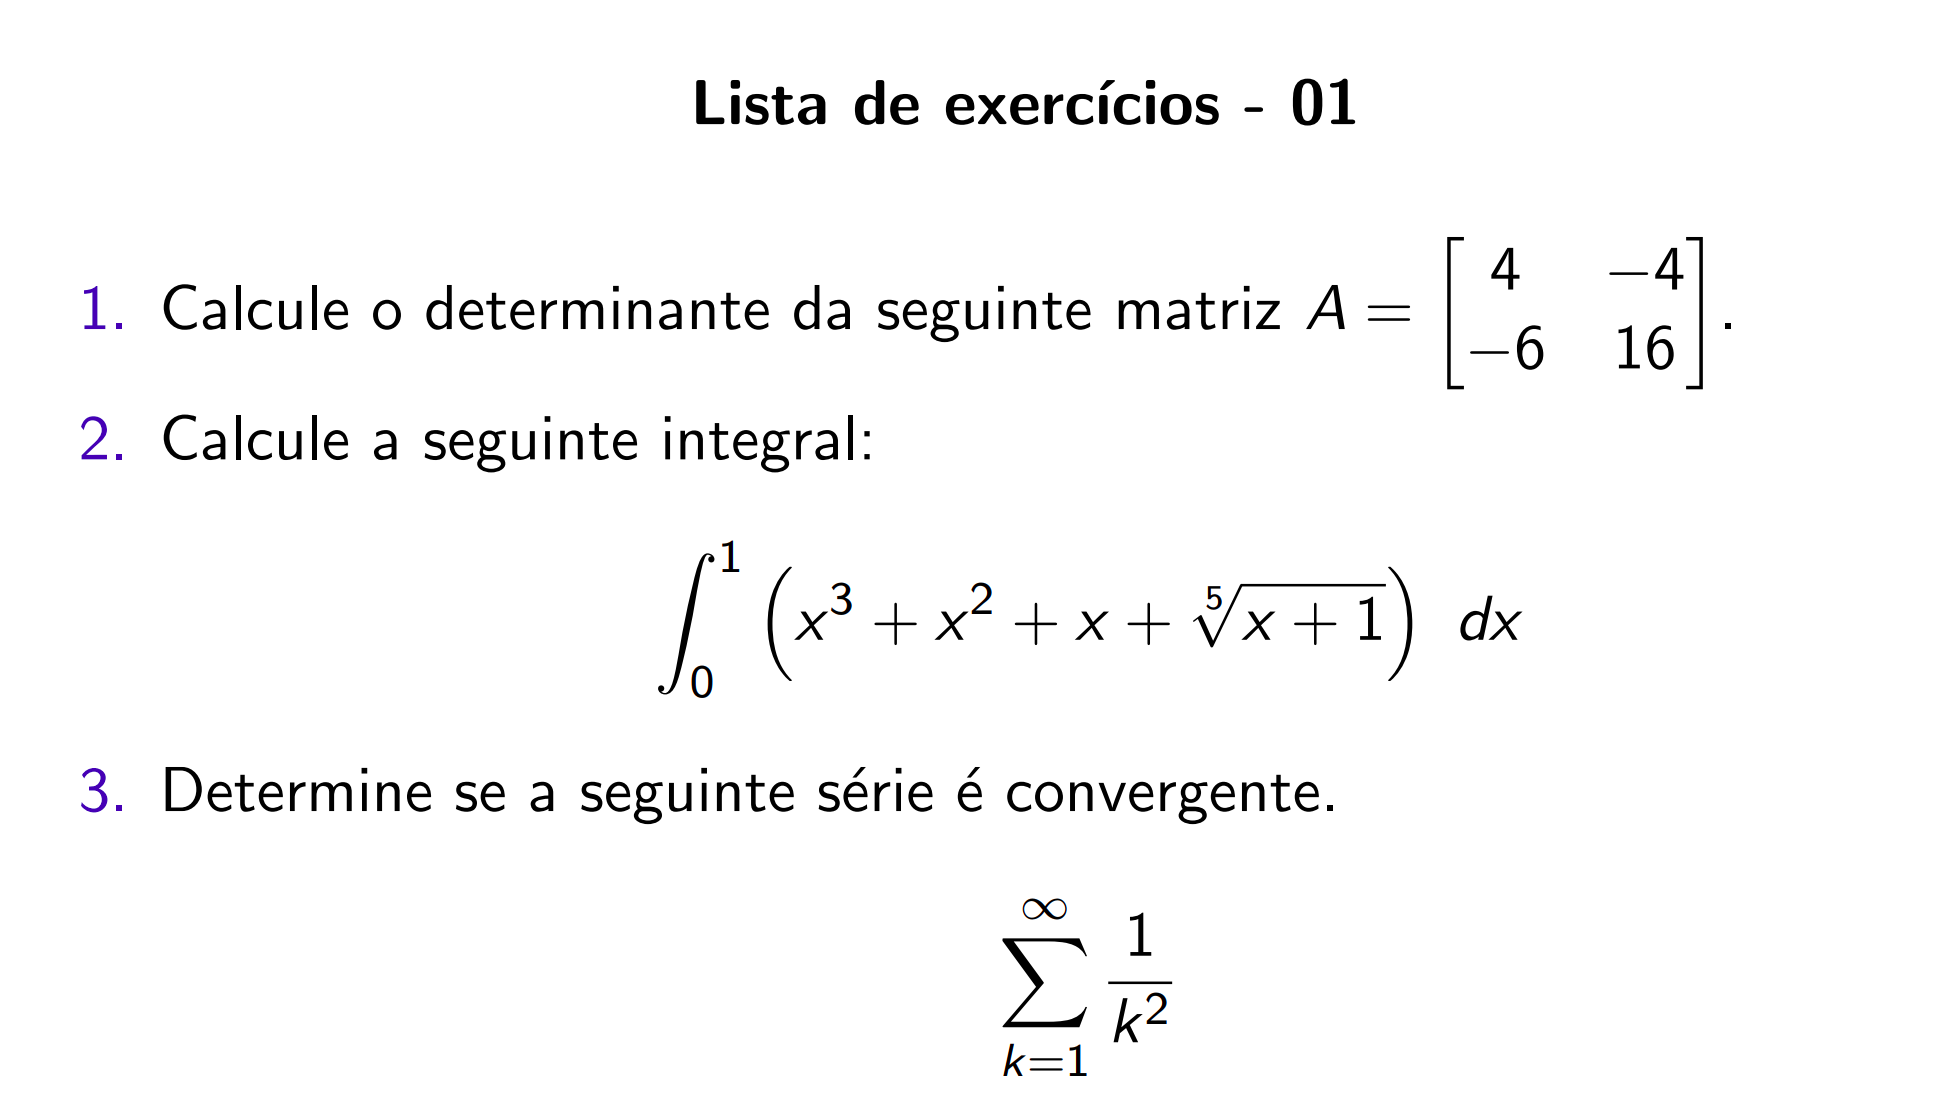 Lista de exercícios - 01
1. Calcule o determinante da seguinte matriz $A = \begin{bmatrix} 4 & -4 \\ -6 & 16 \end{bmatrix}$.
2. Calcule a seguinte integral:
$\int_0^1 \left( x^3 + x^2 + x + \sqrt[5]{x+1} \right) \, dx$
3. Determine se a seguinte série é convergente.
$\sum_{k=1}^{\infty} \frac{1}{k^2}$